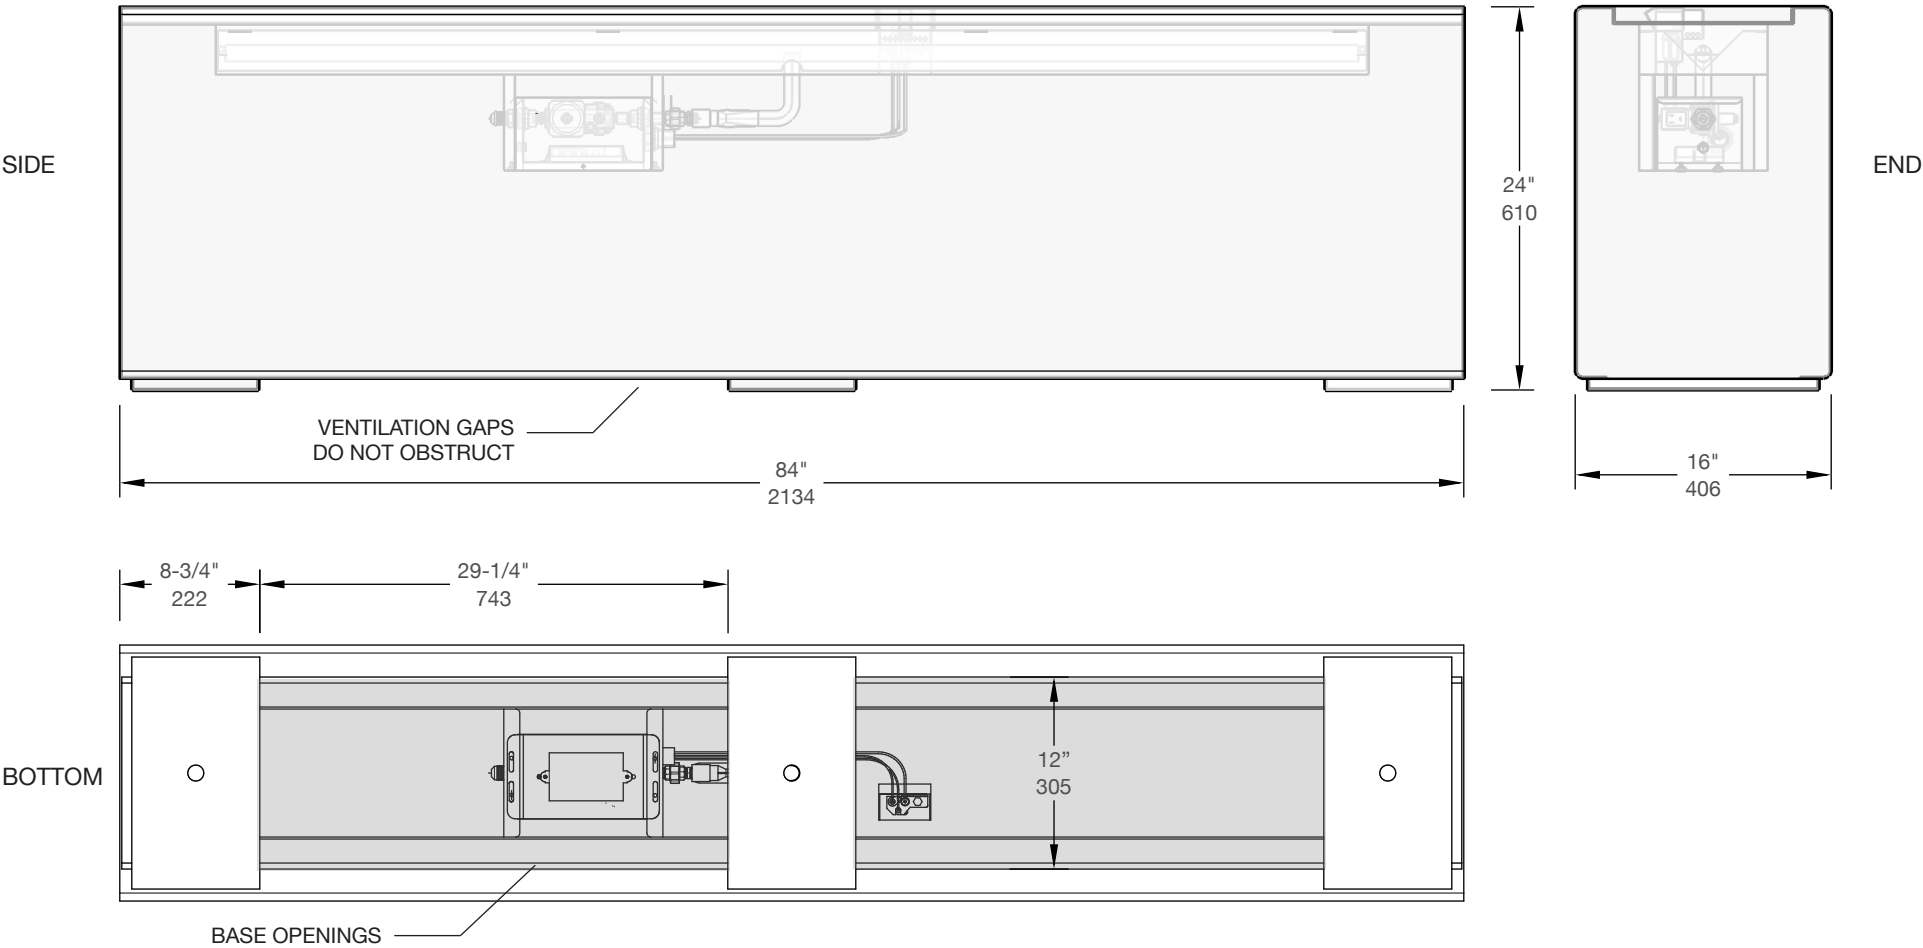 SIDE
END
24"
610
VENTILATION GAPS
DO NOT OBSTRUCT
84"
2134
16"
406
8-3/4"
222
29-1/4"
743
BOTTOM
12”
305
BASE OPENINGS